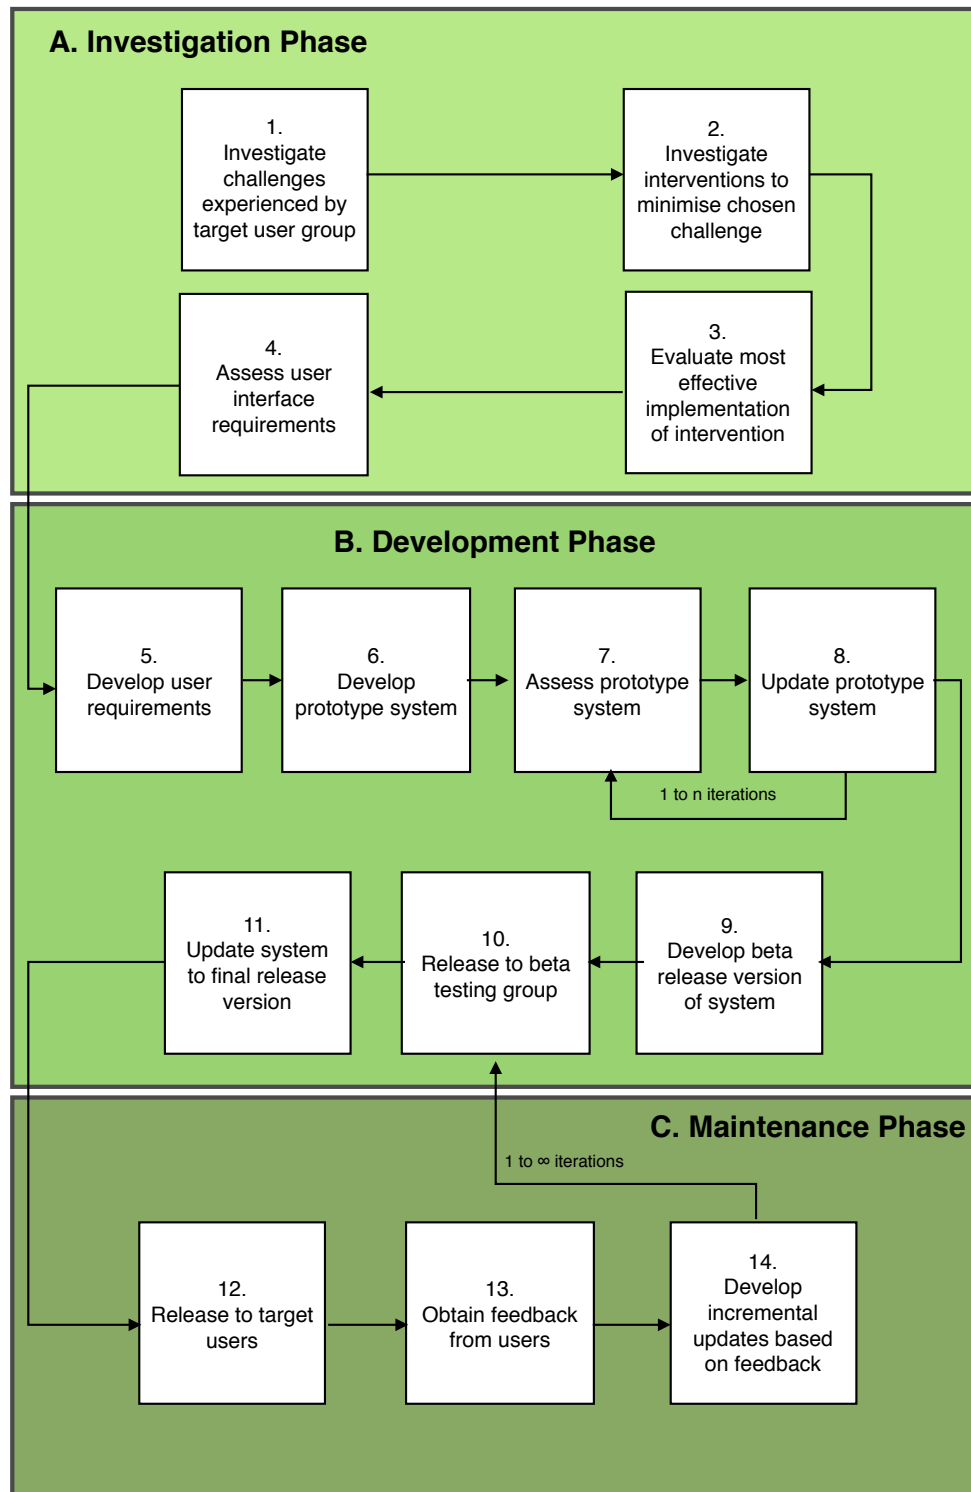 A. Investigation Phase
1.
Investigate
challenges
experienced by
target user group
2.
Investigate
interventions to
minimise chosen
challenge
3.
Evaluate most
effective
implementation
of intervention
4.
Assess user
interface
requirements
B. Development Phase
5.
Develop user
requirements
6.
Develop
prototype system
7.
Assess prototype
system
8.
Update prototype
system
1 to n iterations
9.
Develop beta
release version
of system
10.
Release to beta
testing group
11.
Update system
to final release
version
C. Maintenance Phase
1 to ∞ iterations
12.
Release to target
users
13.
Obtain feedback
from users
14.
Develop
incremental
updates based
on feedback